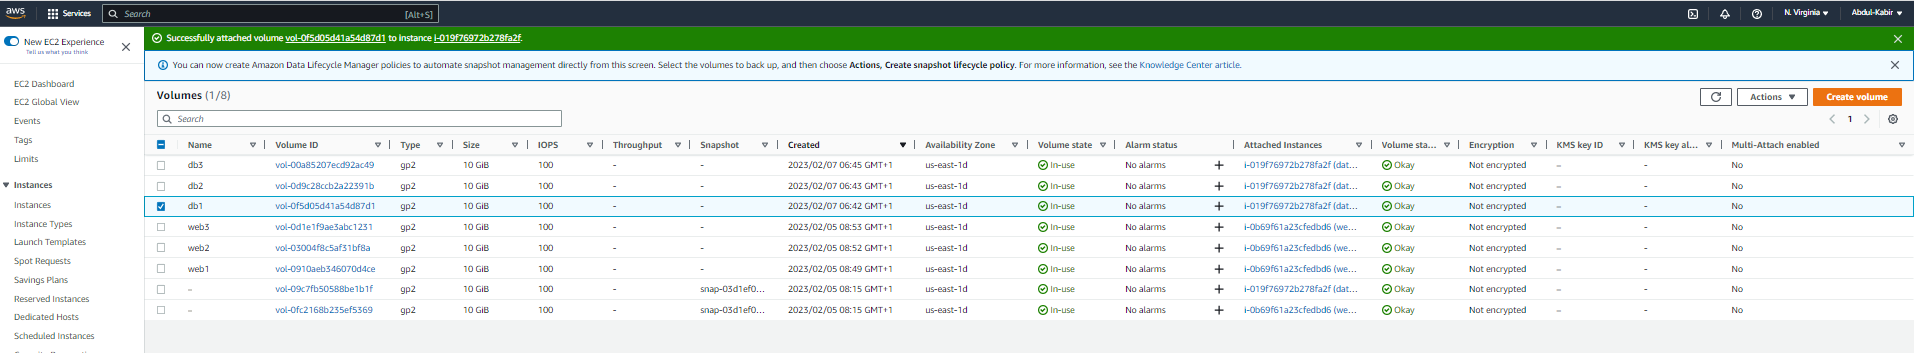 aws Services Search [Alt+S] N. Virginia Abdul-Kabir
New EC2 Experience
Tell us what you think
Successfully attached volume vol-0f5d05d41a54d87d1 to instance i-019f76972b278fa2f.
You can now create Amazon Data Lifecycle Manager policies to automate snapshot management directly from this screen. Select the volumes to back up, and then choose Actions, Create snapshot lifecycle policy. For more information, see the Knowledge Center article.
EC2 Dashboard
EC2 Global View
Events
Tags
Limits
Instances
Instances
Instance Types
Launch Templates
Spot Requests
Savings Plans
Reserved Instances
Dedicated Hosts
Scheduled Instances
Volumes (1/8) Actions Create volume
Search 1
Name Volume ID Type Size IOPS Throughput Snapshot Created Availability Zone Volume state Alarm status Attached Instances Volume sta... Encryption KMS key ID KMS key al... Multi-Attach enabled
db3 vol-00a85207ecd92ac49 gp2 10 GiB 100 - - 2023/02/07 06:45 GMT+1 us-east-1d In-use No alarms + i-019f76972b278fa2f (dat... Okay Not encrypted – - No
db2 vol-0d9c28ccb2a22391b gp2 10 GiB 100 - - 2023/02/07 06:43 GMT+1 us-east-1d In-use No alarms + i-019f76972b278fa2f (dat... Okay Not encrypted – - No
db1 vol-0f5d05d41a54d87d1 gp2 10 GiB 100 - - 2023/02/07 06:42 GMT+1 us-east-1d In-use No alarms + i-019f76972b278fa2f (dat... Okay Not encrypted – - No
web3 vol-0d1e1f9ae3abc1231 gp2 10 GiB 100 - - 2023/02/05 08:53 GMT+1 us-east-1d In-use No alarms + i-0b69f61a23cfedbd6 (we... Okay Not encrypted – - No
web2 vol-03004f8c5af31bf8a gp2 10 GiB 100 - - 2023/02/05 08:52 GMT+1 us-east-1d In-use No alarms + i-0b69f61a23cfedbd6 (we... Okay Not encrypted – - No
web1 vol-0910aeb346070d4ce gp2 10 GiB 100 - - 2023/02/05 08:49 GMT+1 us-east-1d In-use No alarms + i-0b69f61a23cfedbd6 (we... Okay Not encrypted – - No
– vol-09c7fb50588be1b1f gp2 10 GiB 100 - snap-03d1ef0... 2023/02/05 08:15 GMT+1 us-east-1d In-use No alarms + i-019f76972b278fa2f (dat... Okay Not encrypted – - No
– vol-0fc2168b235ef5369 gp2 10 GiB 100 - snap-03d1ef0... 2023/02/05 08:15 GMT+1 us-east-1d In-use No alarms + i-0b69f61a23cfedbd6 (we... Okay Not encrypted – - No